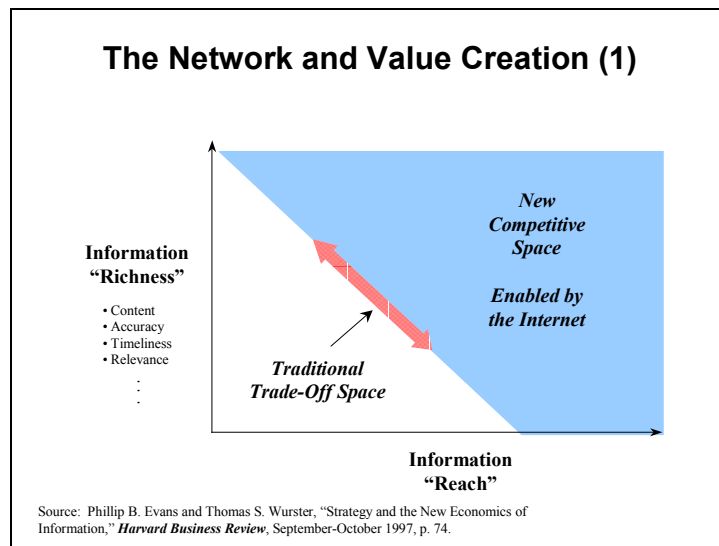 The Network and Value Creation (1)
New
Competitive
Space
Enabled by
the Internet
Information
“Richness”
• Content
• Accuracy
• Timeliness
• Relevance
.
.
.
Traditional
Trade-Off Space
Information
“Reach”
Source:  Phillip B. Evans and Thomas S. Wurster, “Strategy and the New Economics of
Information,” Harvard Business Review, September-October 1997, p. 74.